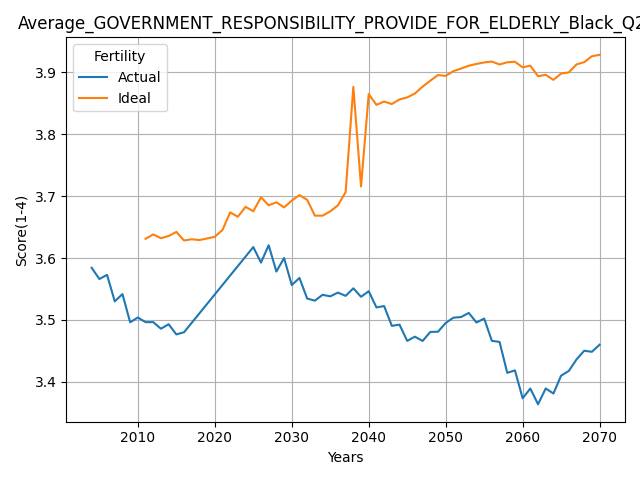 Average_GOVERNMENT_RESPONSIBILITY_PROVIDE_FOR_ELDERLY_Black_Q2
Fertility
Actual
Ideal
Score(1-4)
3.9
3.8
3.7
3.6
3.5
3.4
2010 2020 2030 2040 2050 2060 2070
Years